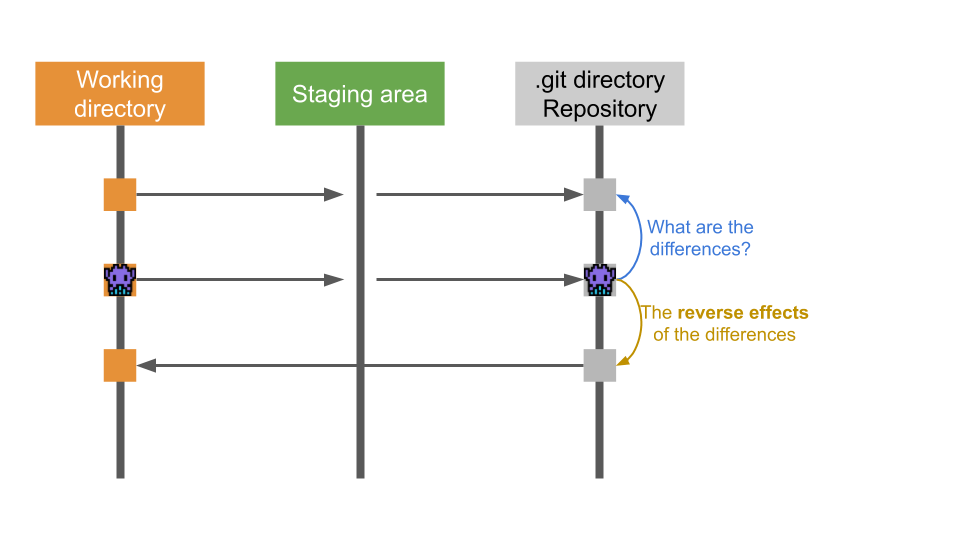 Working
directory
Staging area
.git directory
Repository
What are the
differences?
The reverse effects
of the differences